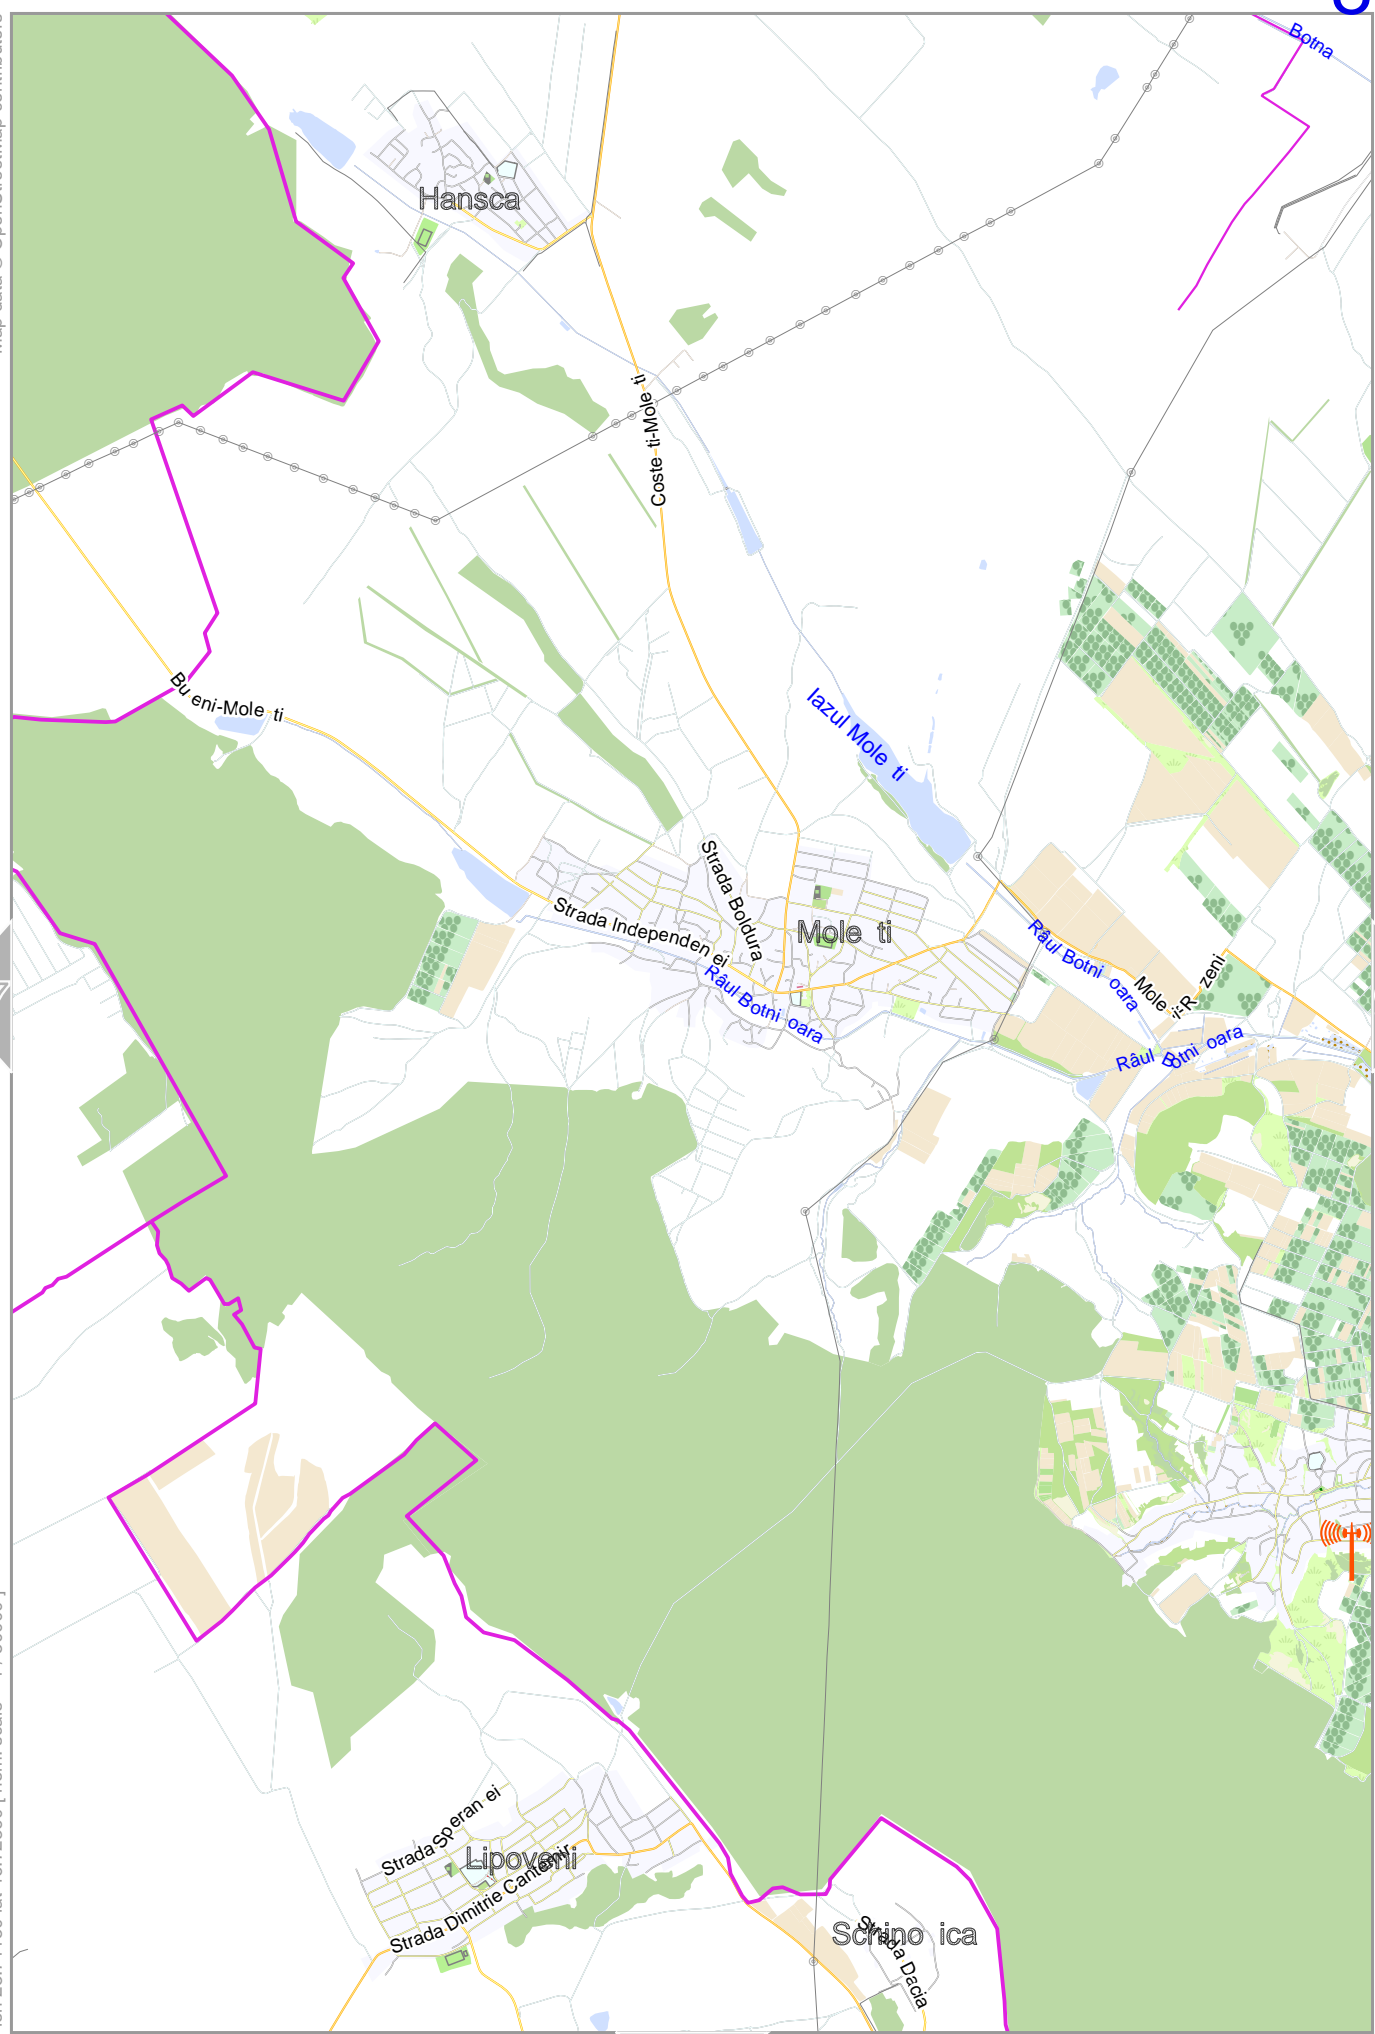 Botna
Hansca
Coste ti-Mole ti
Bu eni-Mole ti
Iazul Mole ti
Strada Boldura
Strada Independen ei
Mole ti
Râul Botni oara
Râul Botni oara
Mole ti-R zeni
Râul Botni oara
Strada Speran ei
Lipoveni
Strada Dimitrie Cantemir
Schino ica
Strada Dacia